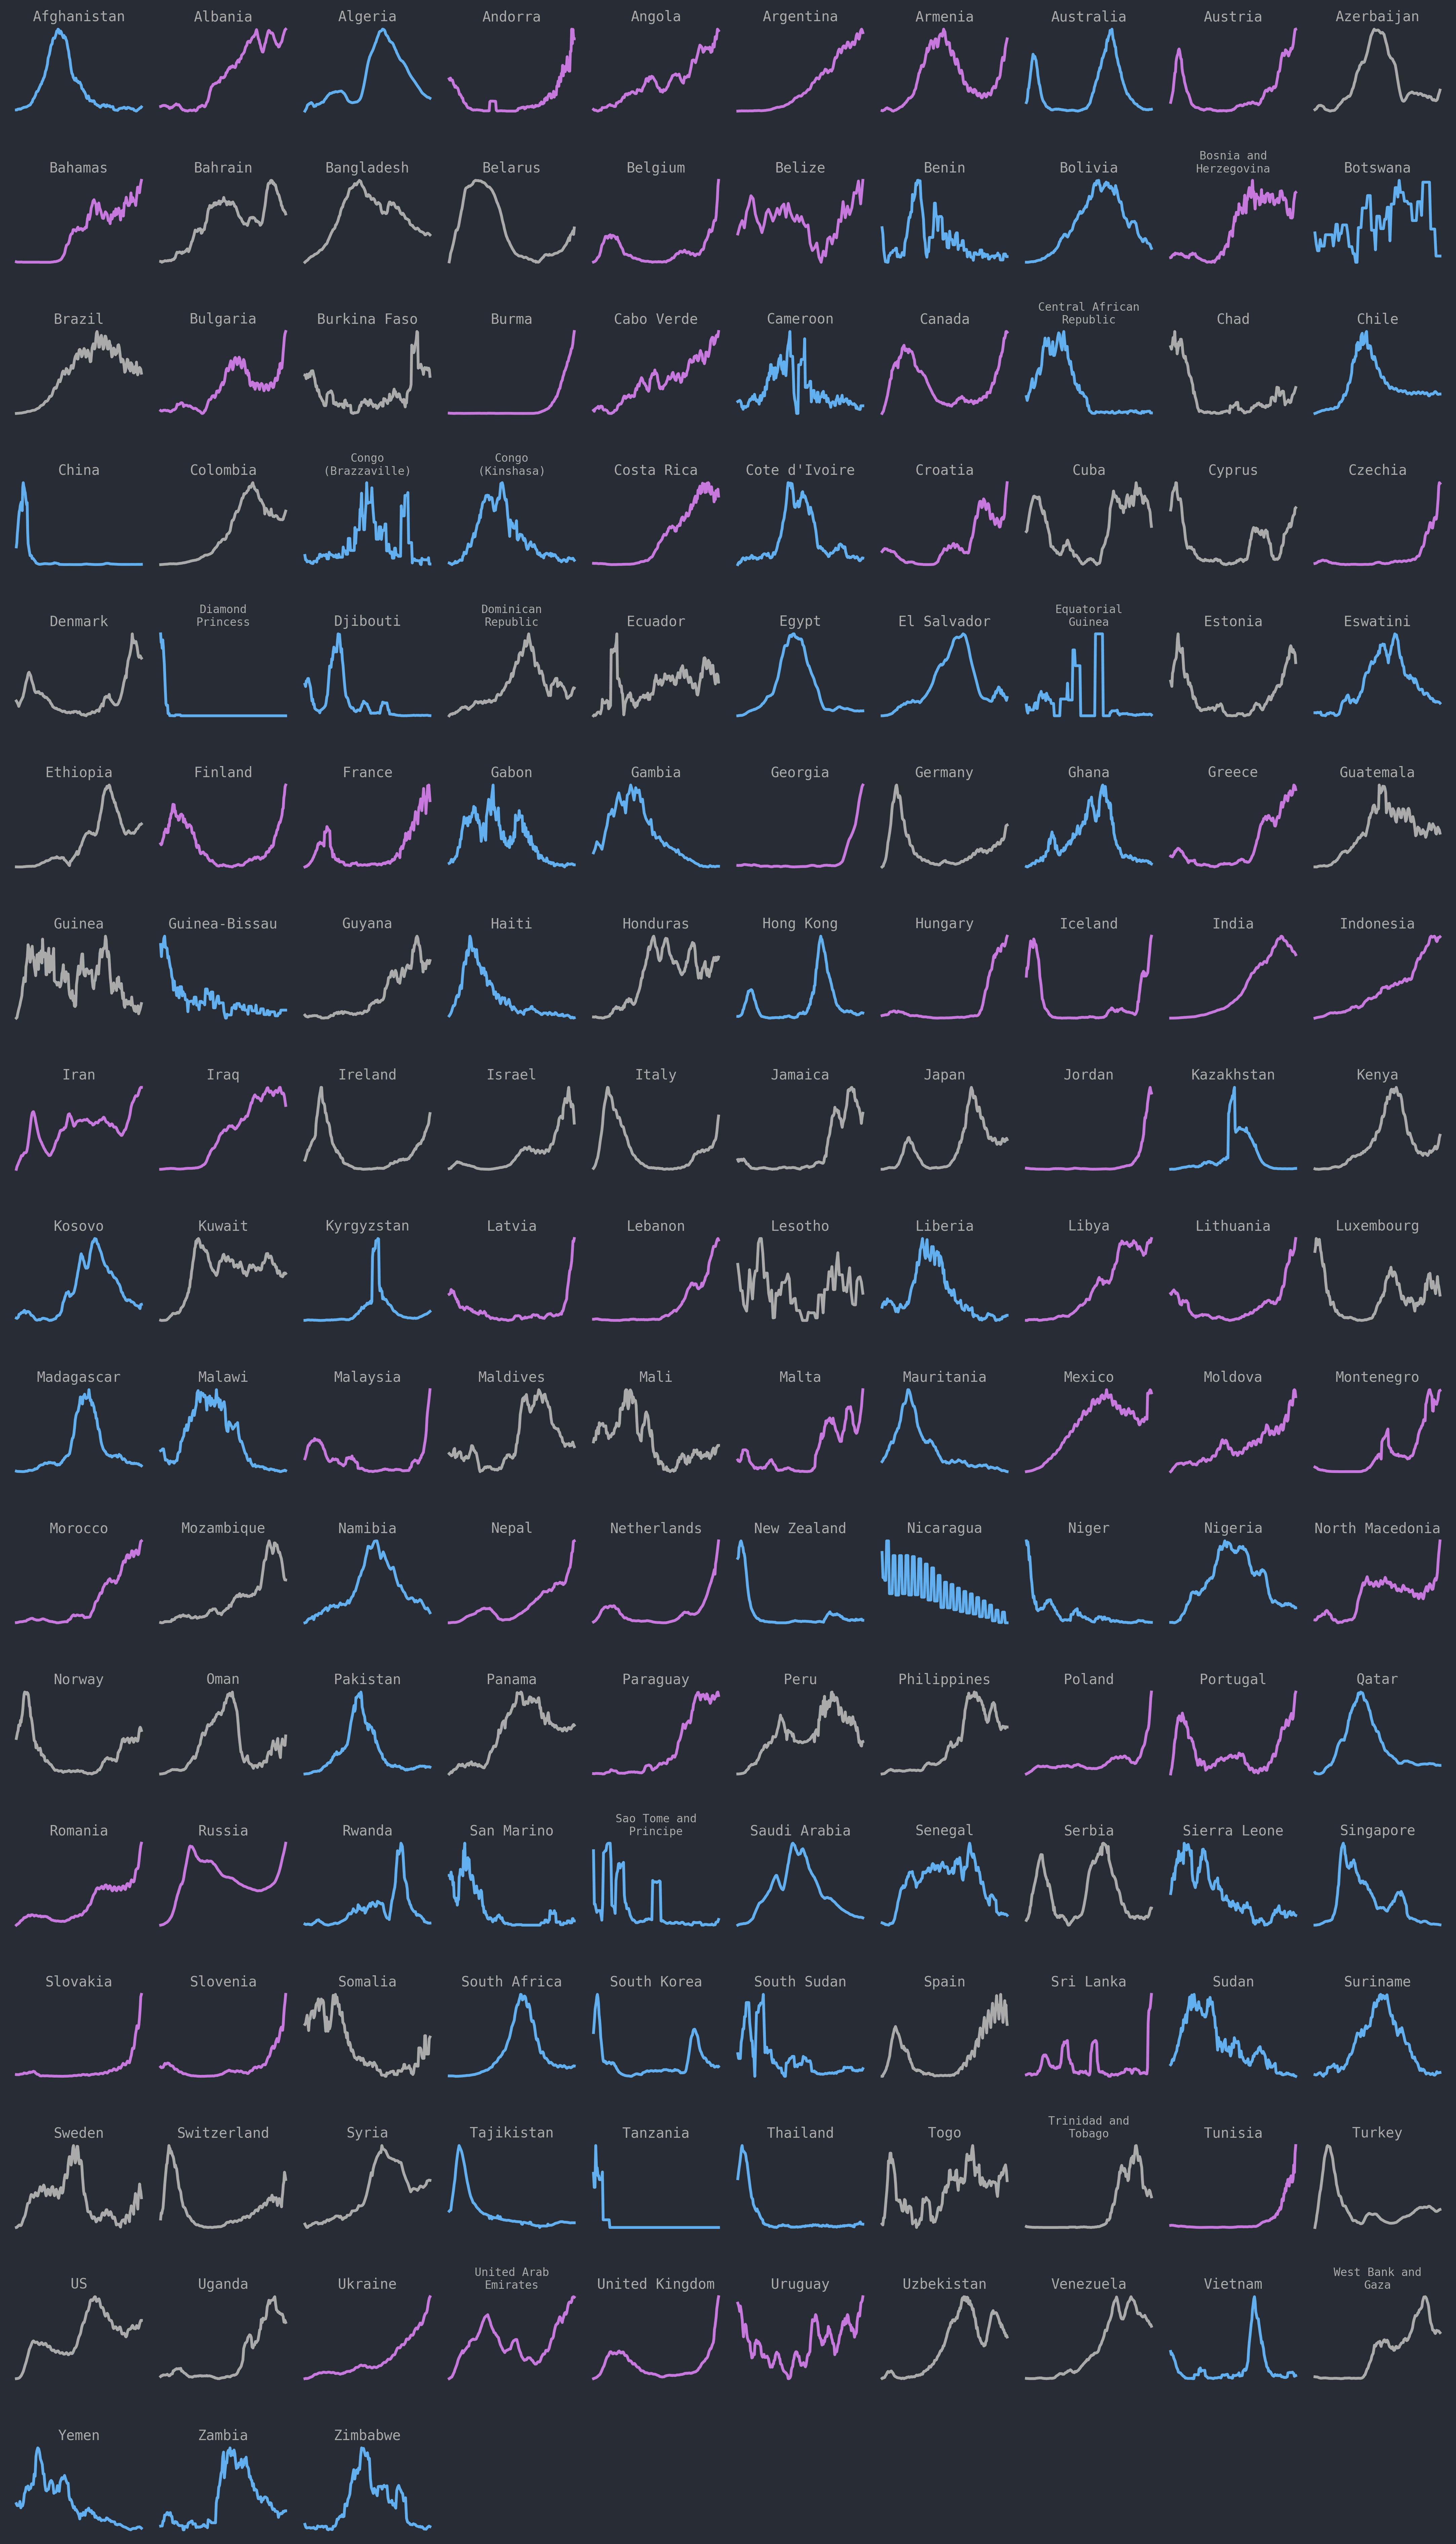 Afghanistan
Albania
Algeria
Andorra
Angola
Argentina
Armenia
Australia
Austria
Azerbaijan
Bahamas
Bahrain
Bangladesh
Belarus
Belgium
Belize
Benin
Bolivia
Bosnia and
Herzegovina
Botswana
Brazil
Bulgaria
Burkina Faso
Burma
Cabo Verde
Cameroon
Canada
Central African
Republic
Chad
Chile
China
Colombia
Congo
(Brazzaville)
Congo
(Kinshasa)
Costa Rica
Cote d'Ivoire
Croatia
Cuba
Cyprus
Czechia
Denmark
Diamond
Princess
Djibouti
Dominican
Republic
Ecuador
Egypt
El Salvador
Equatorial
Guinea
Estonia
Eswatini
Ethiopia
Finland
France
Gabon
Gambia
Georgia
Germany
Ghana
Greece
Guatemala
Guinea
Guinea-Bissau
Guyana
Haiti
Honduras
Hong Kong
Hungary
Iceland
India
Indonesia
Iran
Iraq
Ireland
Israel
Italy
Jamaica
Japan
Jordan
Kazakhstan
Kenya
Kosovo
Kuwait
Kyrgyzstan
Latvia
Lebanon
Lesotho
Liberia
Libya
Lithuania
Luxembourg
Madagascar
Malawi
Malaysia
Maldives
Mali
Malta
Mauritania
Mexico
Moldova
Montenegro
Morocco
Mozambique
Namibia
Nepal
Netherlands
New Zealand
Nicaragua
Niger
Nigeria
North Macedonia
Norway
Oman
Pakistan
Panama
Paraguay
Peru
Philippines
Poland
Portugal
Qatar
Romania
Russia
Rwanda
San Marino
Sao Tome and
Principe
Saudi Arabia
Senegal
Serbia
Sierra Leone
Singapore
Slovakia
Slovenia
Somalia
South Africa
South Korea
South Sudan
Spain
Sri Lanka
Sudan
Suriname
Sweden
Switzerland
Syria
Tajikistan
Tanzania
Thailand
Togo
Trinidad and
Tobago
Tunisia
Turkey
US
Uganda
Ukraine
United Arab
Emirates
United Kingdom
Uruguay
Uzbekistan
Venezuela
Vietnam
West Bank and
Gaza
Yemen
Zambia
Zimbabwe